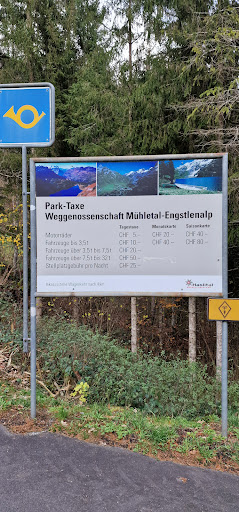 Park-Taxe
Weggenossenschaft Mühletal-Engstlenalp
Tagestaxe Monatskarte Saisonkarte
Motorräder CHF 5.- CHF 20.- CHF 40.-
Fahrzeuge bis 3,5t CHF 10.- CHF 40.- CHF 80.-
Fahrzeuge über 3,5t bis 7,5t CHF 20.-
Fahrzeuge über 7,5t bis 32t CHF 50.-
Stellplatzgebühr pro Nacht CHF 25.-
Haslital